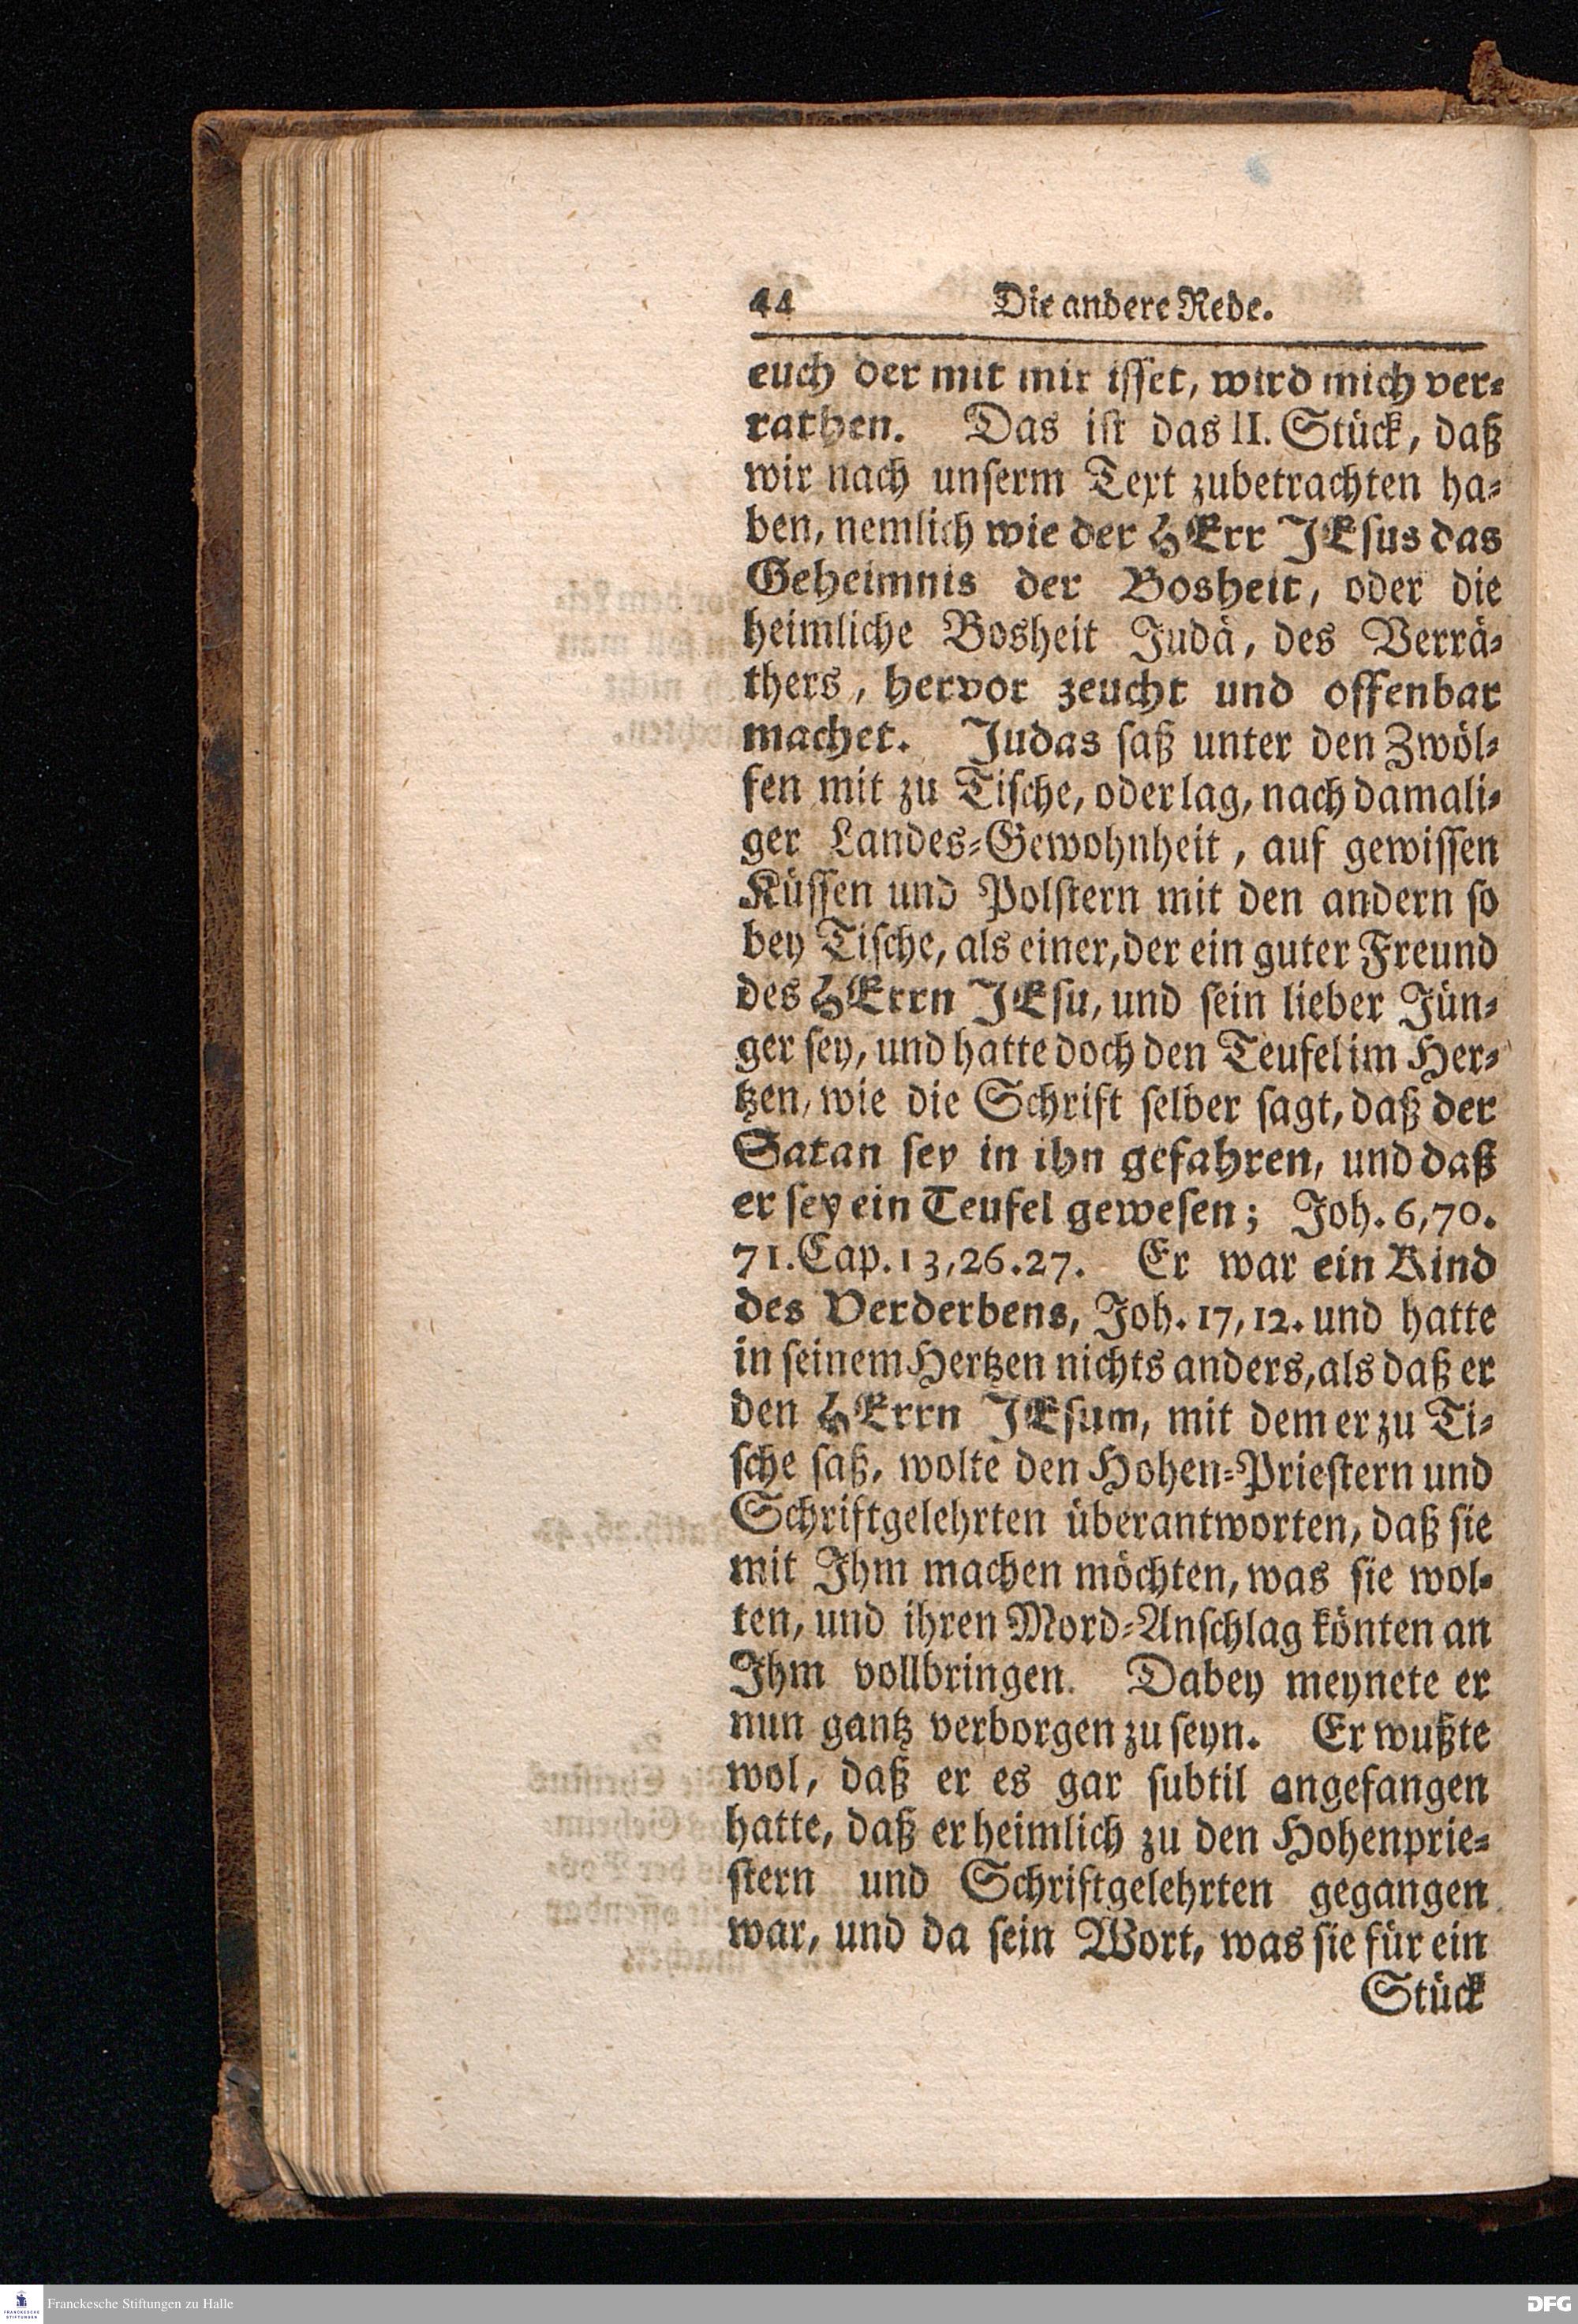 44 Die andere Rede.
euch der mit mir iſſet, wird mich ver⸗
rathen. Das iſt das II. Stück, daß
wir nach unſerm Text zubetrachten ha⸗
ben, nemlich wie der HErr JEſus das
Geheimnis der Bosheit, oder die
heimliche Bosheit Judä, des Verrä⸗
thers, hervor zeucht und offenbar
machet. Judas ſaß unter den Zwöl⸗
fen mit zu Tiſche, oder lag, nach damali⸗
ger Landes⸗Gewohnheit, auf gewiſſen
Küſſen und Polſtern mit den andern ſo
bey Tiſche, als einer, der ein guter Freund
des HErrn JEſu, und ſein lieber Jün⸗
ger ſey, und hatte doch den Teufel im Her⸗
tzen, wie die Schrift ſelber ſagt, daß der
Satan ſey in ihn gefahren, und daß
er ſey ein Teufel geweſen; Joh. 6,70.
71. Cap. 13,26.27. Er war ein Kind
des Verderbens, Joh. 17,12. und hatte
in ſeinem Hertzen nichts anders, als daß er
den HErrn JEſum, mit dem er zu Ti⸗
ſche ſaß, wolte den Hohen⸗Prieſtern und
Schriftgelehrten überantworten, daß ſie
mit Ihm machen möchten, was ſie wol⸗
ten, und ihren Mord⸗Anſchlag könten an
Ihm vollbringen. Dabey meynete er
nun gantz verborgen zu ſeyn. Er wußte
wol, daß er es gar ſubtil angefangen
hatte, daß er heimlich zu den Hohenprie⸗
ſtern und Schriftgelehrten gegangen
war, und da ſein Wort, was ſie für ein
Stück
FRANCKESCHE STIFTUNGEN
Franckesche Stiftungen zu Halle
DFG